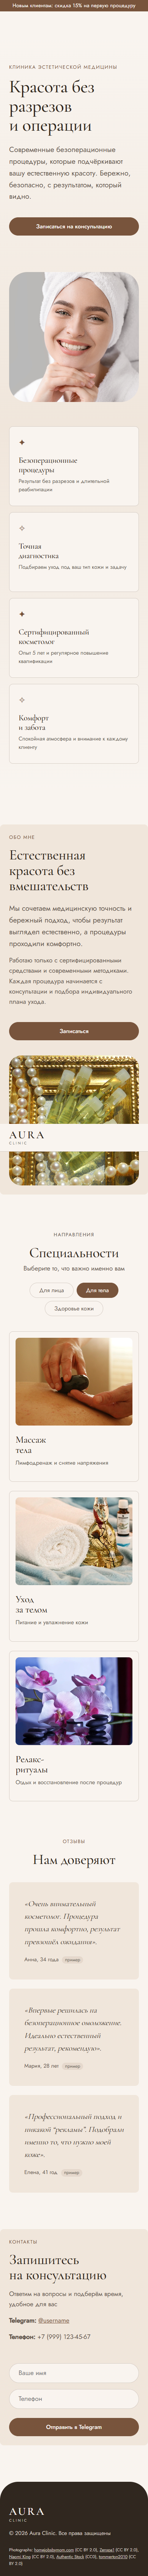 Новым клиентам: скидка 15% на первую процедуру
КЛИНИКА ЭСТЕТИЧЕСКОЙ МЕДИЦИНЫ
Красота без
разрезов
и операции
Современные безоперационные
процедуры, которые подчёркивают
вашу естественную красоту. Бережно,
безопасно, с результатом, который
видно.
Записаться на консультацию
Безоперационные
процедуры
Результат без разрезов и длительной
реабилитации
Точная
диагностика
Подбираем уход под ваш тип кожи и задачу
Сертифицированный
косметолог
Опыт 5 лет и регулярное повышение
квалификации
Комфорт
и забота
Спокойная атмосфера и внимание к каждому
клиенту
ОБО МНЕ
Естественная
красота без
вмешательств
Мы сочетаем медицинскую точность и
бережный подход, чтобы результат
выглядел естественно, а процедуры
проходили комфортно.
Работаю только с сертифицированными
средствами и современными методиками.
Каждая процедура начинается с
консультации и подбора индивидуального
плана ухода.
Записаться
AURA
CLINIC
НАПРАВЛЕНИЯ
Специальности
Выберите то, что важно именно вам
Для лица
Для тела
Здоровье кожи
Массаж
тела
Лимфодренаж и снятие напряжения
Уход
за телом
Питание и увлажнение кожи
Релакс-
ритуалы
Отдых и восстановление после процедур
ОТЗЫВЫ
Нам доверяют
«Очень внимательный
косметолог. Процедура
прошла комфортно, результат
превзошёл ожидания».
Анна, 34 года пример
«Впервые решилась на
безоперационное омоложение.
Идеально естественный
результат, рекомендую».
Мария, 28 лет пример
«Профессиональный подход и
никакой “рекламы”. Подобрали
именно то, что нужно моей
коже».
Елена, 41 год пример
КОНТАКТЫ
Запишитесь
на консультацию
Ответим на вопросы и подберём время,
удобное для вас
Telegram: @username
Телефон: +7 (999) 123-45-67
Ваше имя
Телефон
Отправить в Telegram
AURA
CLINIC
© 2026 Aura Clinic. Все права защищены